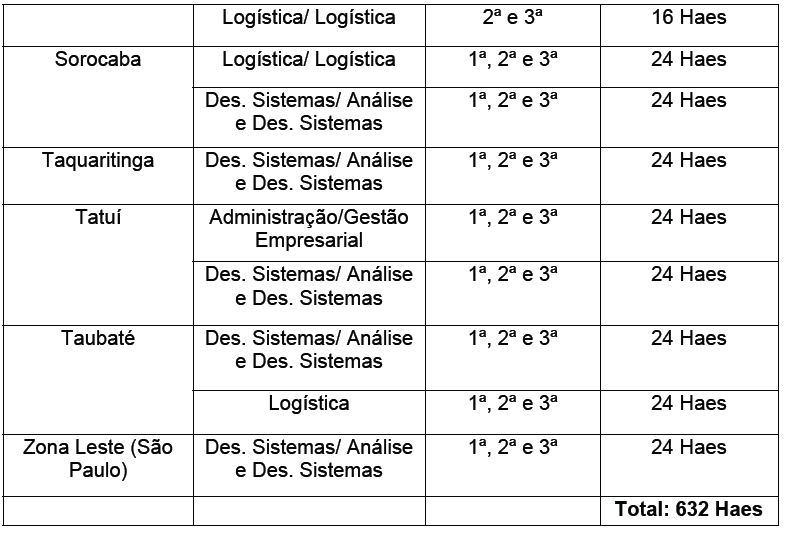 Logística/ Logística 2ª e 3ª 16 Haes
Sorocaba Logística/ Logística 1ª, 2ª e 3ª 24 Haes
Des. Sistemas/ Análise 1ª, 2ª e 3ª 24 Haes
e Des. Sistemas
Taquaritinga Des. Sistemas/ Análise 1ª, 2ª e 3ª 24 Haes
e Des. Sistemas
Tatuí Administração/Gestão 1ª, 2ª e 3ª 24 Haes
Empresarial
Des. Sistemas/ Análise 1ª, 2ª e 3ª 24 Haes
e Des. Sistemas
Taubaté Des. Sistemas/ Análise 1ª, 2ª e 3ª 24 Haes
e Des. Sistemas
Logística 1ª, 2ª e 3ª 24 Haes
Zona Leste (São Des. Sistemas/ Análise 1ª, 2ª e 3ª 24 Haes
Paulo) e Des. Sistemas
Total: 632 Haes